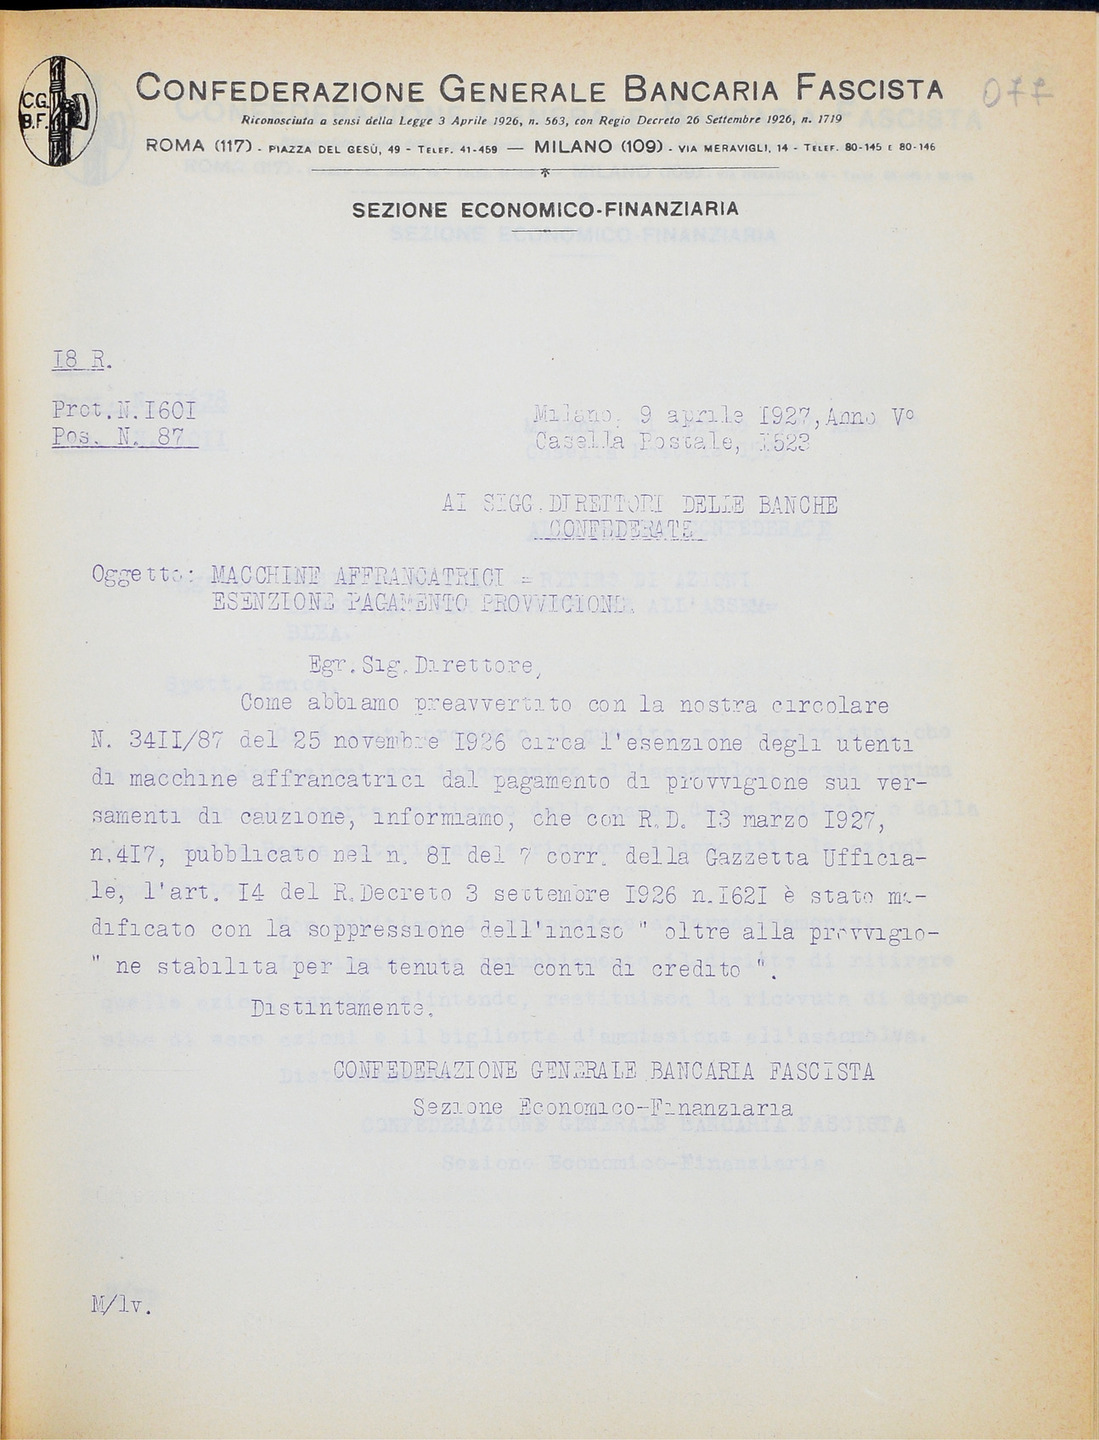 C.G.
B.F.
CONFEDERAZIONE GENERALE BANCARIA FASCISTA
077
Riconosciuta a sensi della Legge 3 Aprile 1926, n. 563, con Regio Decreto 26 Settembre 1926, n. 1719
ROMA (117) - PIAZZA DEL GESÙ, 49 - TELEF. 41-459 — MILANO (109) - VIA MERAVIGLI, 14 - TELEF. 80-145 E 80-146
SEZIONE ECONOMICO-FINANZIARIA
I8 R.
Prot.N.I60I
Pos. N. 87
Milano, 9 aprile I927, Anno V°
Casella Postale, I523
AI SIGG.DIRETTORI DELLE BANCHE
CONFEDERATE
Oggetto: MACCHINE AFFRANCATRICI =
ESENZIONE PAGAMENTO PROVVIGIONE.
Egr.Sig.Direttore,
Come abbiamo preavvertito con la nostra circolare
N. 34II/87 del 25 novembre I926 circa l'esenzione degli utenti
di macchine affrancatrici dal pagamento di provvigione sui ver-
samenti di cauzione, informiamo, che con R.D. I3 marzo I927,
n.4I7, pubblicato nel n. 8I del 7 corr. della Gazzetta Ufficia-
le, l'art. I4 del R.Decreto 3 settembre I926 n.I62I è stato mo-
dificato con la soppressione dell'inciso " oltre alla provvigio-
" ne stabilita per la tenuta dei conti di credito ".
Distintamente.
CONFEDERAZIONE GENERALE BANCARIA FASCISTA
Sezione Economico-Finanziaria
M/lv.